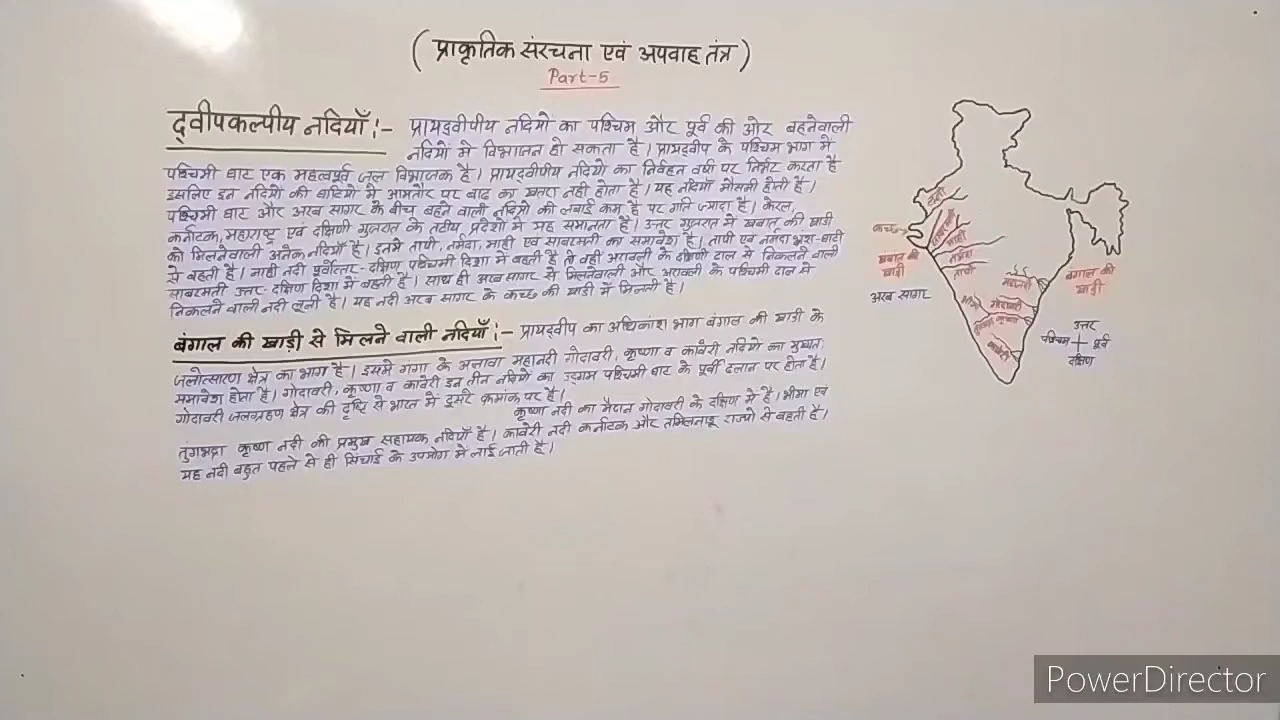 (प्राकृतिक संरचना एवं अपवाह तंत्र)
Part-5
द्वीपकल्पीय नदियाँ :- प्रायद्वीपीय नदियों का पश्चिम और पूर्व की ओर बहनेवाली
नदियों में विभाजन हो सकता है। प्रायद्वीप के पश्चिम भाग में
पश्चिमी घाट एक महत्वपूर्व जल विभाजक है। प्रायद्वीपीय नदियों का निर्वहन वर्षा पर निर्भर करता है
इसलिए इन नदियों की घाटियों में आमतौर पर बाढ का खतरा नही होता है। यह नदियाँ मौसमी होती है।
पश्चिमी घाट और अरब सागर के बीच बहने वाली नदियों की लंबाई कम है पर गति ज्यादा है। केरल,
कर्नाटक, महाराष्ट्र एवं दक्षिणी गुजरात के तटीय प्रदेशों में यह समानता है। उत्तर गुजरात में खंबात की खाडी
को मिलनेवाली अनेक नदियाँ है। इनमें तापी, नर्मदा, माही एवं साबरमती का समावेश है। तापी एवं नर्मदा भ्रंश-घाटी
से बहती है। माही नदी पूर्वोत्तर-दक्षिण पश्चिमी दिशा में बहती है तो वही अरावली के दक्षिणी ढाल से निकलने वाली
साबरमती उत्तर-दक्षिण दिशा में बहती है। साथ ही अरब सागर से मिलनेवाली और अरावली के पश्चिमी ढाल में
निकलने वाली नदी लूनी है। यह नदी अरब सागर के कच्छ की खाडी में मिलती है।
बंगाल की खाड़ी से मिलने वाली नदियाँ :- प्रायद्वीप का अधिकांश भाग बंगाल की खाडी के
जलोत्सारण क्षेत्र का भाग है। इसमे गंगा के अलावा महानदी गोदावरी, कृष्णा व कावेरी नदियों का मुख्यत:
समावेश होता है। गोदावरी, कृष्णा व कावेरी इन तीन नदियों का उद्गम पश्चिमी घाट के पूर्वी ढलान पर होता है।
गोदावरी जलग्रहण क्षेत्र की दृष्टि से भारत में दूसरे क्रमांक पर है।
कृष्णा नदी का मैदान गोदावरी के दक्षिण में है। भीमा एवं
तुंगभद्रा कृष्णा नदी की प्रमुख सहायक नदियाँ है। कावेरी नदी कर्नाटक और तमिलनाडू राज्यो से बहती है।
यह नदी बहुत पहले से ही सिंचाई के उपयोग में लाई जाती है।
लूनी
साबरमती
माही
नर्मदा
तापी
महानदी
गोदावरी
कृष्णा
कावेरी
कच्छ
खंबात की
खाडी
अरब सागर
बंगाल की
खाडी
उत्तर
पश्चिम पूर्व
दक्षिण
PowerDirector